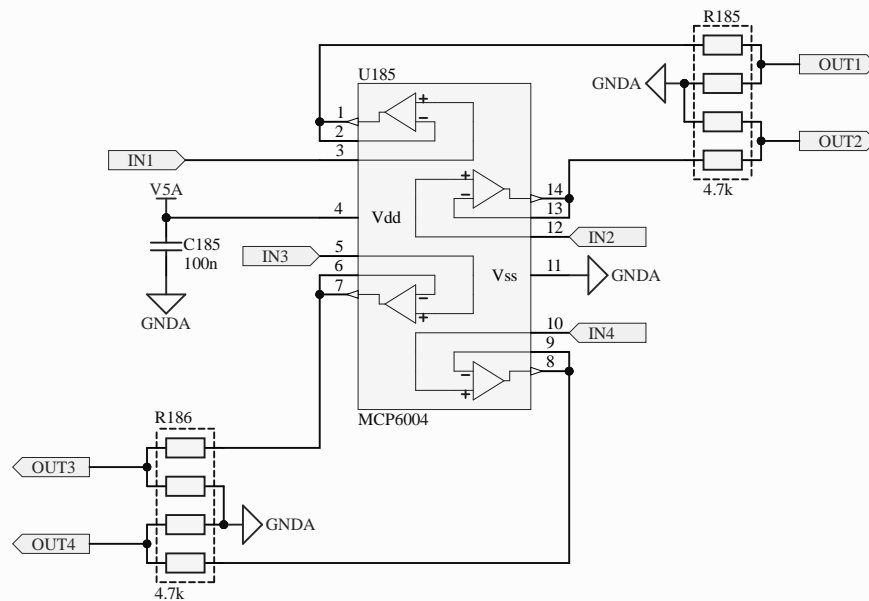 R185
U185
OUT1
GNDA
1
+
−
2
IN1
3
OUT2
4.7k
V5A
+
14
−
13
4
Vdd
12
IN2
C185
100n
IN3
5
6
Vss
11
GNDA
−
7
+
GNDA
10
IN4
9
−
8
+
R186
MCP6004
OUT3
GNDA
OUT4
4.7k